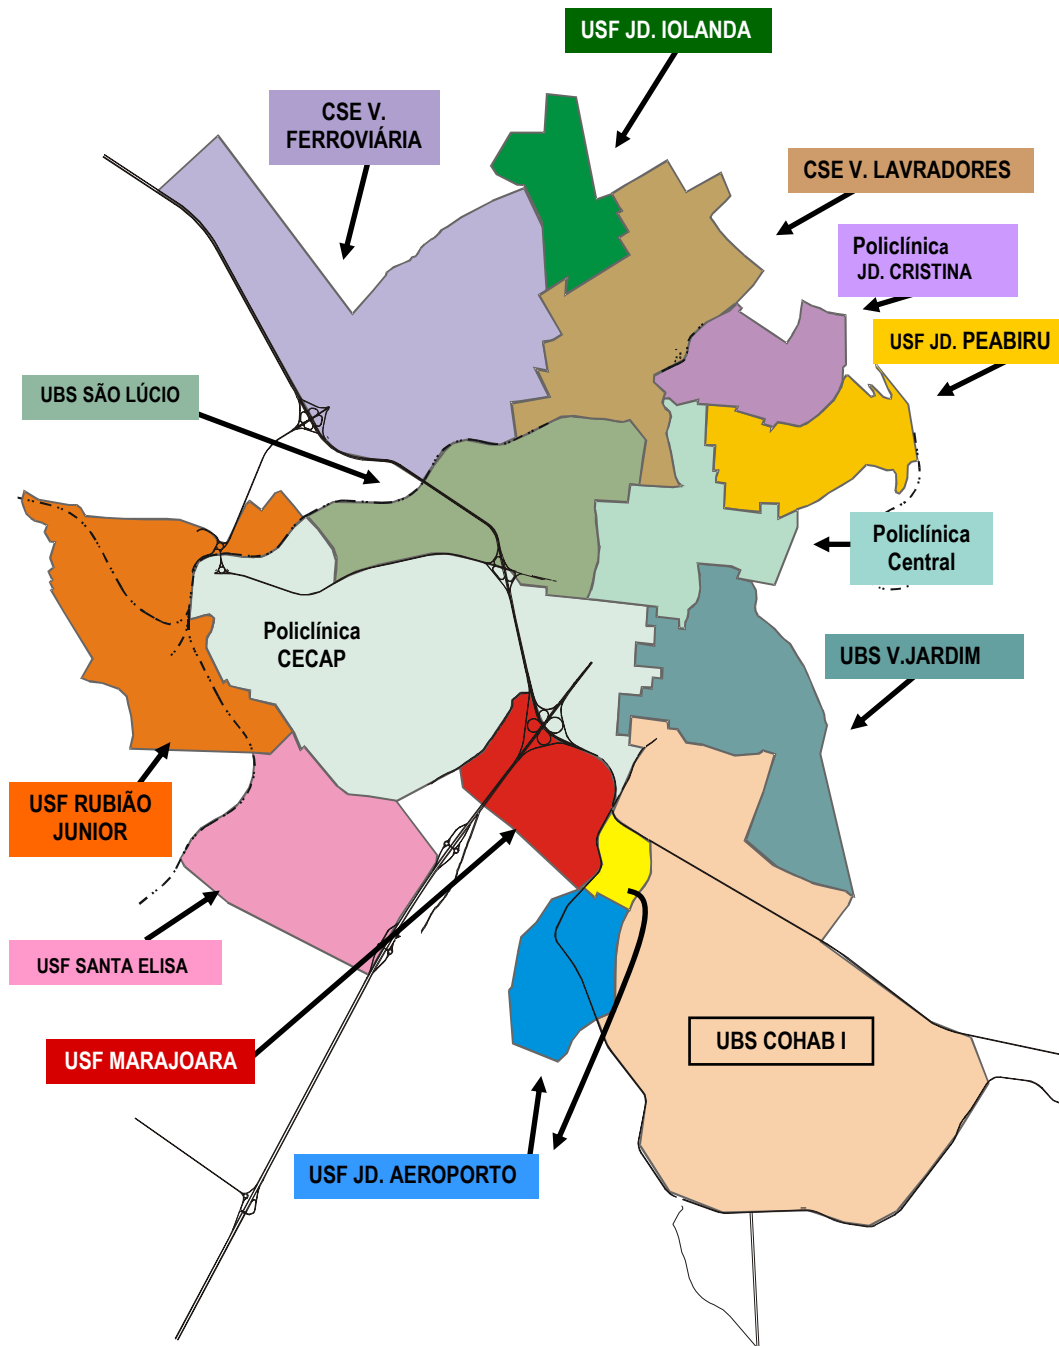 USF JD. IOLANDA
CSE V.
FERROVIÁRIA
CSE V. LAVRADORES
Policlínica
JD. CRISTINA
USF JD. PEABIRU
UBS SÃO LÚCIO
Policlínica
Central
Policlínica
CECAP
UBS V.JARDIM
USF RUBIÃO
JUNIOR
USF SANTA ELISA
USF MARAJOARA
UBS COHAB I
USF JD. AEROPORTO